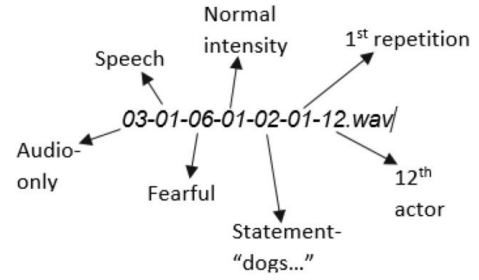 Normal
intensity
1st repetition
Speech
03-01-06-01-02-01-12.wav/
Audio-
only
Fearful
12th
actor
Statement-
“dogs...”